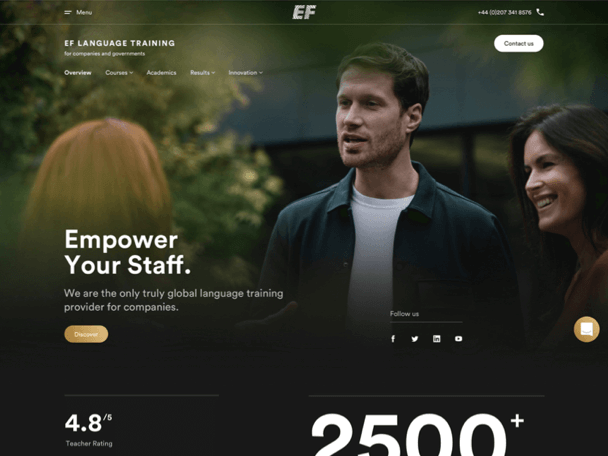 Menu
EF
+44 (0)207 341 8576
EF LANGUAGE TRAINING
for companies and governments
Contact us
Overview
Courses
Academics
Results
Innovation
Empower
Your Staff.
We are the only truly global language training
provider for companies.
Discover
Follow us
4.8/5
Teacher Rating
2500+